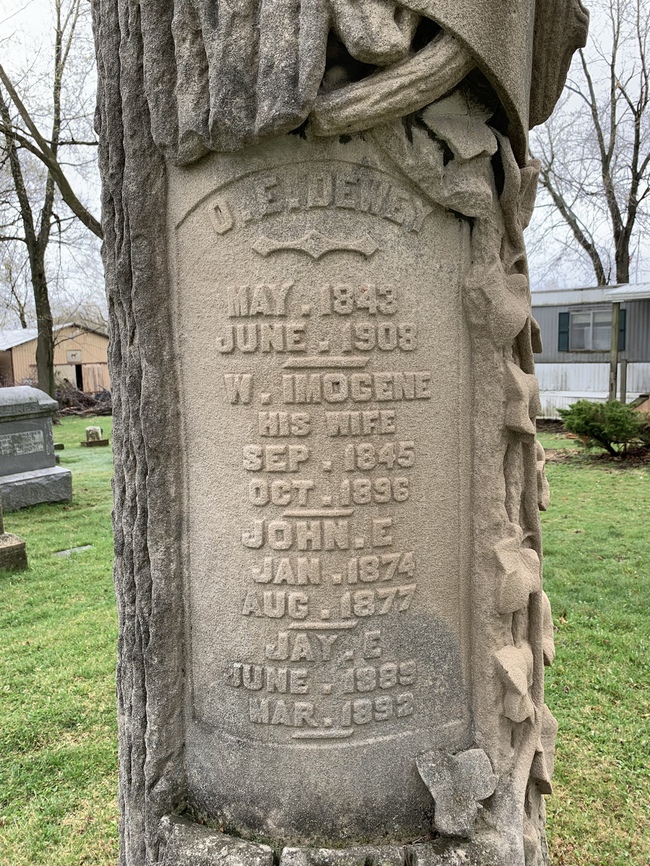 O. E. DEWEY
MAY. 1843
JUNE. 1908
W. IMOGENE
HIS WIFE
SEP. 1845
OCT. 1896
JOHN. E
JAN. 1874
AUG. 1877
JAY. E
JUNE. 1889
MAR. 1892